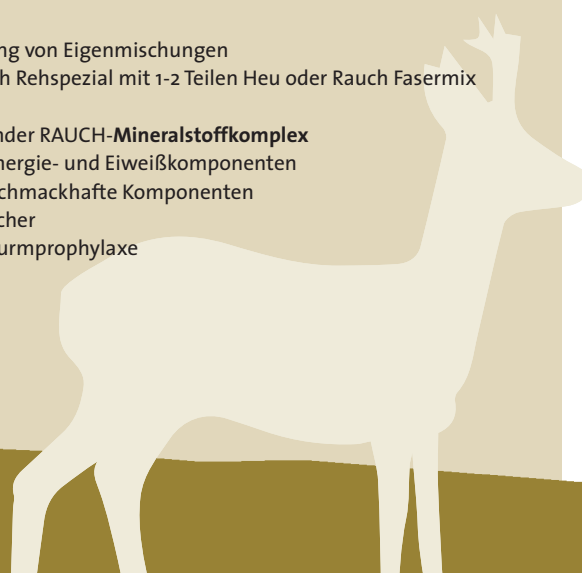 ng von Eigenmischungen
h Rehspezial mit 1-2 Teilen Heu oder Rauch Fasermix
nder RAUCH-Mineralstoffkomplex
nergie- und Eiweißkomponenten
chmackhafte Komponenten
cher
urmprophylaxe